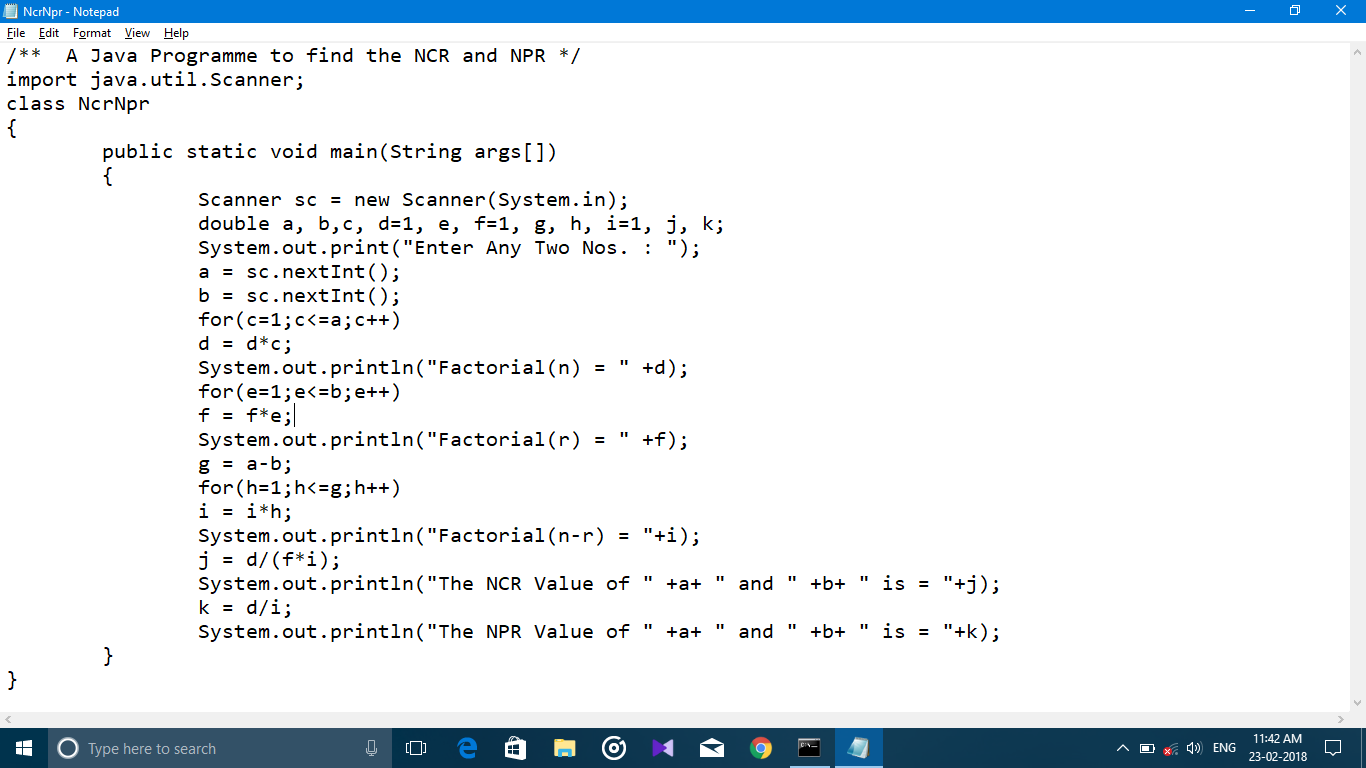 NcrNpr - Notepad
File Edit Format View Help
/**  A Java Programme to find the NCR and NPR */
import java.util.Scanner;
class NcrNpr
{
        public static void main(String args[])
        {
                Scanner sc = new Scanner(System.in);
                double a, b,c, d=1, e, f=1, g, h, i=1, j, k;
                System.out.print("Enter Any Two Nos. : ");
                a = sc.nextInt();
                b = sc.nextInt();
                for(c=1;c<=a;c++)
                d = d*c;
                System.out.println("Factorial(n) = " +d);
                for(e=1;e<=b;e++)
                f = f*e;
                System.out.println("Factorial(r) = " +f);
                g = a-b;
                for(h=1;h<=g;h++)
                i = i*h;
                System.out.println("Factorial(n-r) = "+i);
                j = d/(f*i);
                System.out.println("The NCR Value of " +a+ " and " +b+ " is = "+j);
                k = d/i;
                System.out.println("The NPR Value of " +a+ " and " +b+ " is = "+k);
        }
}
Type here to search
ENG
11:42 AM
23-02-2018